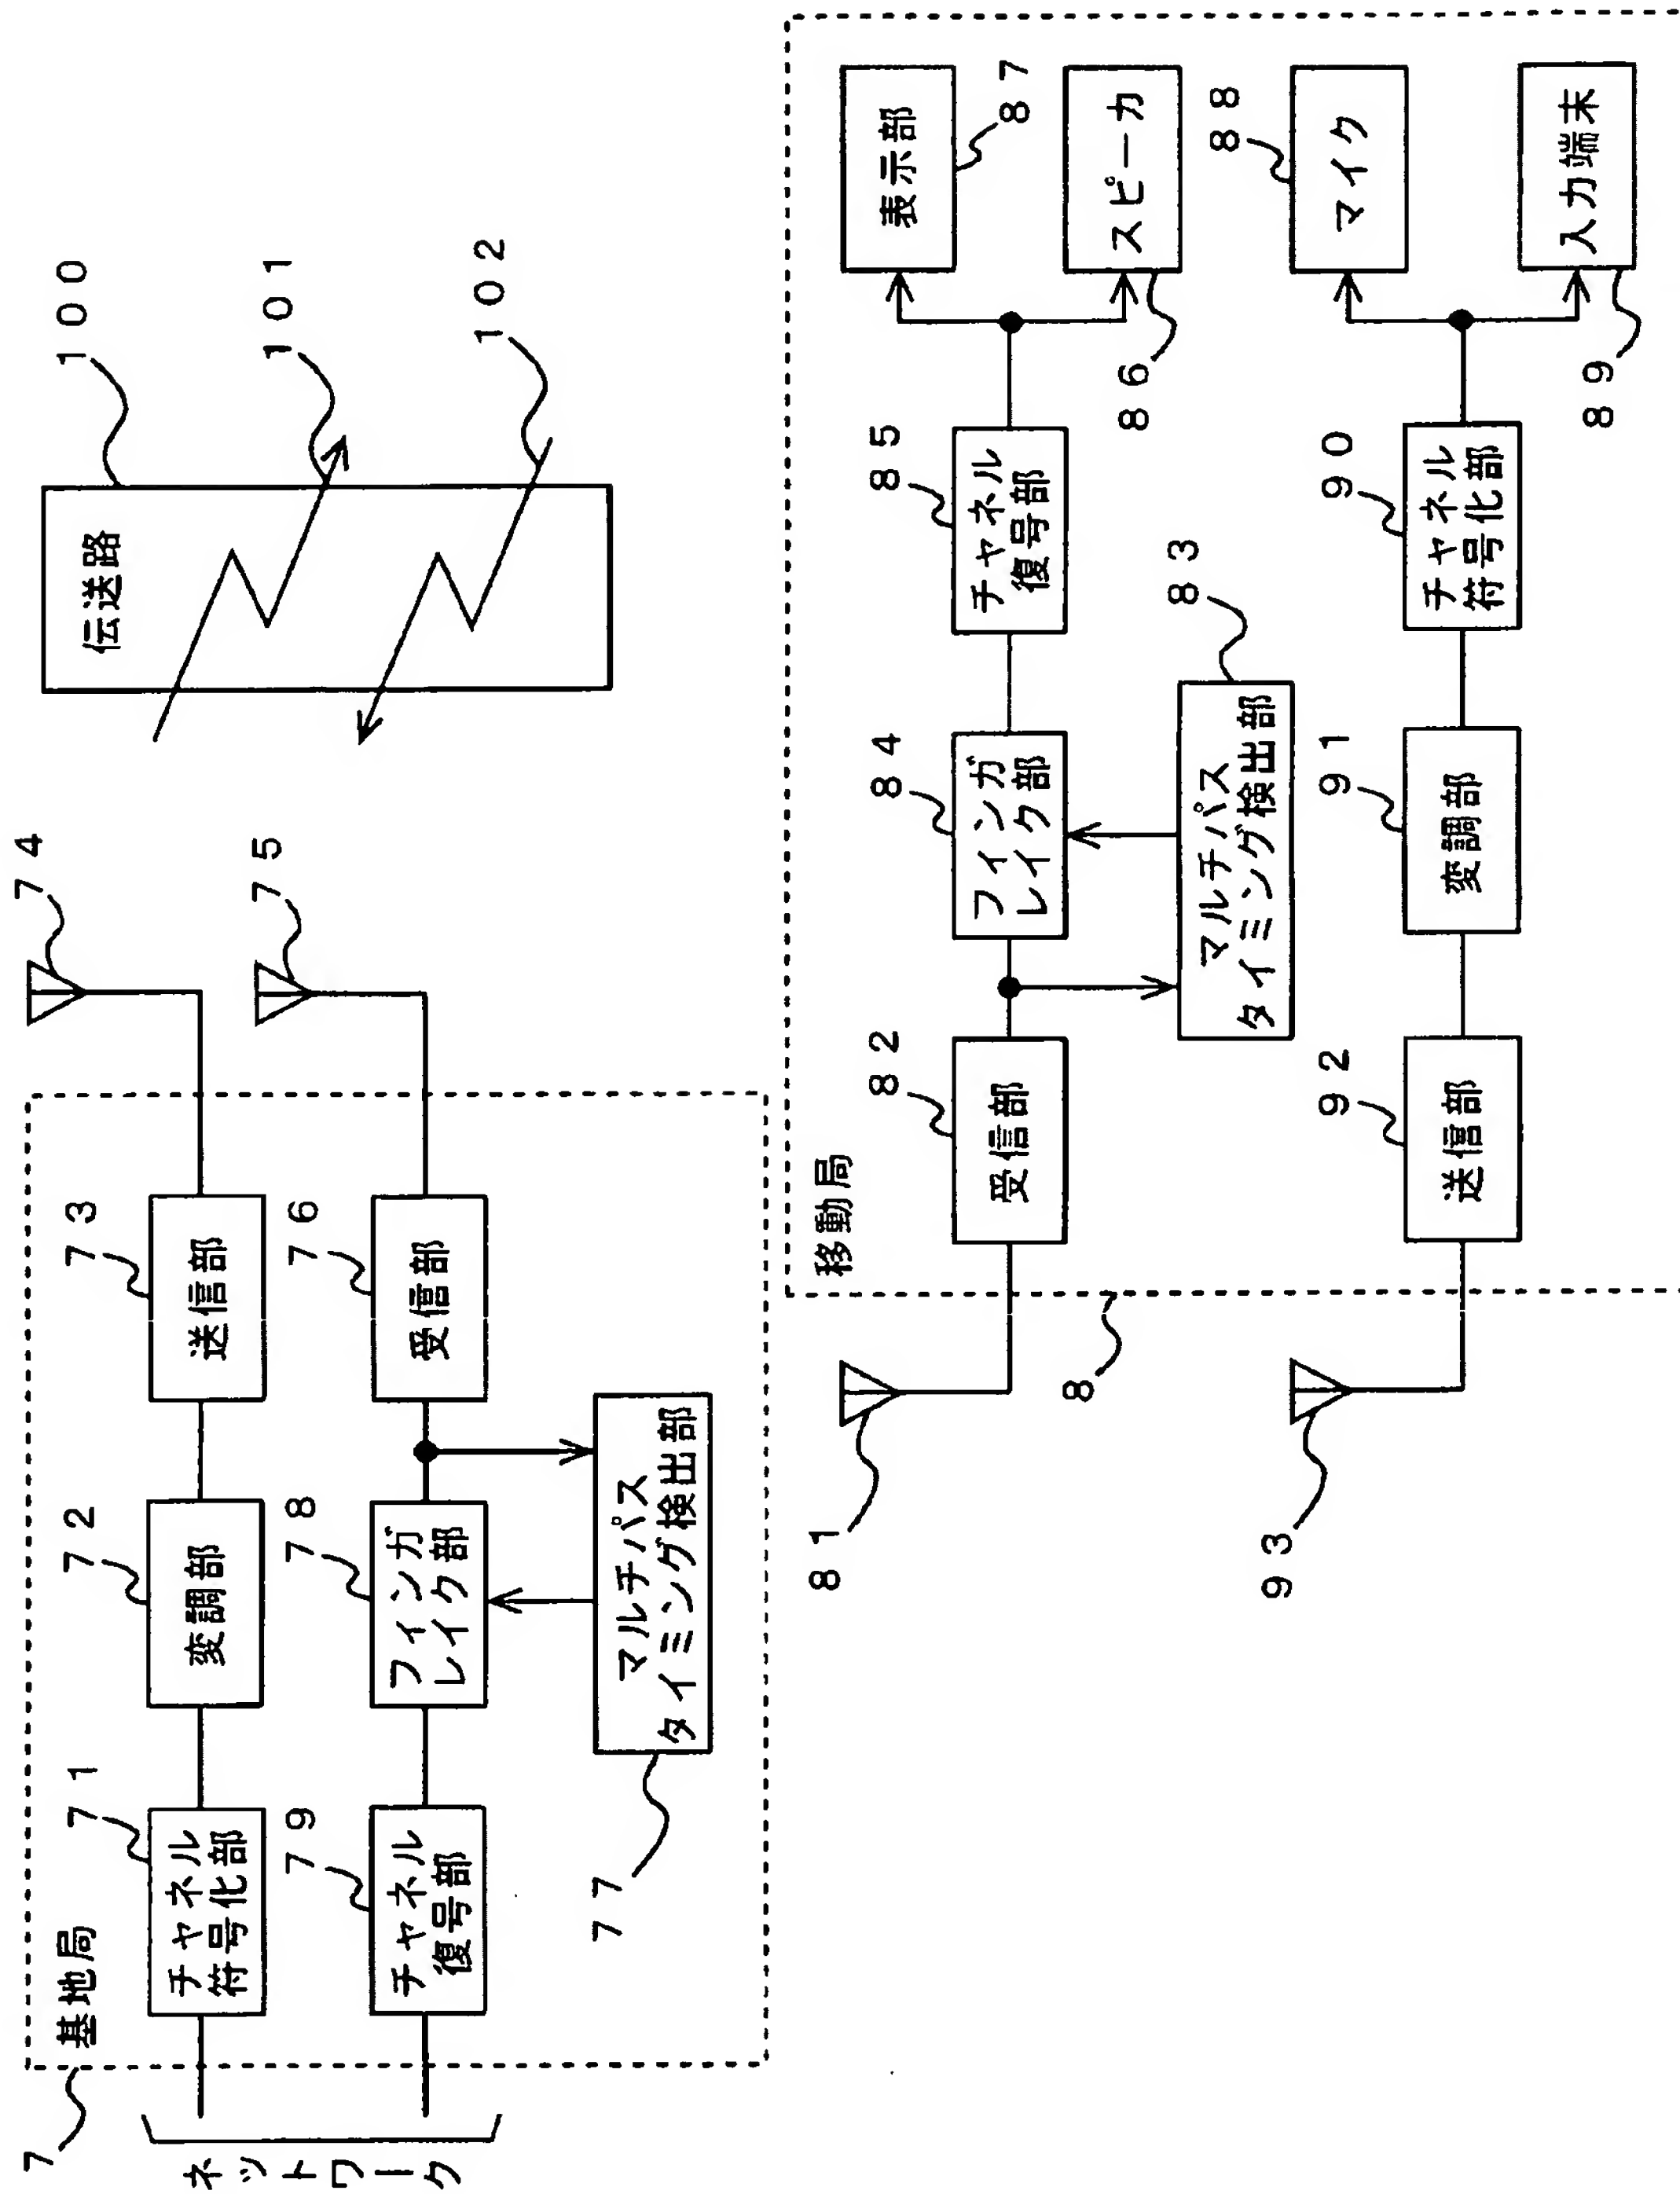 7
基地局
ネットワーク
71
チャネル
符号化部
72
変調部
73
送信部
74
79
チャネル
復号部
78
フィンガ
レイク部
76
受信部
75
77
マルチパス
タイミング検出部
100
伝送路
101
102
移動局
8
81
82
受信部
84
フィンガ
レイク部
85
チャネル
復号部
87
表示部
86
スピーカ
83
マルチパス
タイミング検出部
93
92
送信部
91
変調部
90
チャネル
符号化部
88
マイク
89
入力端末